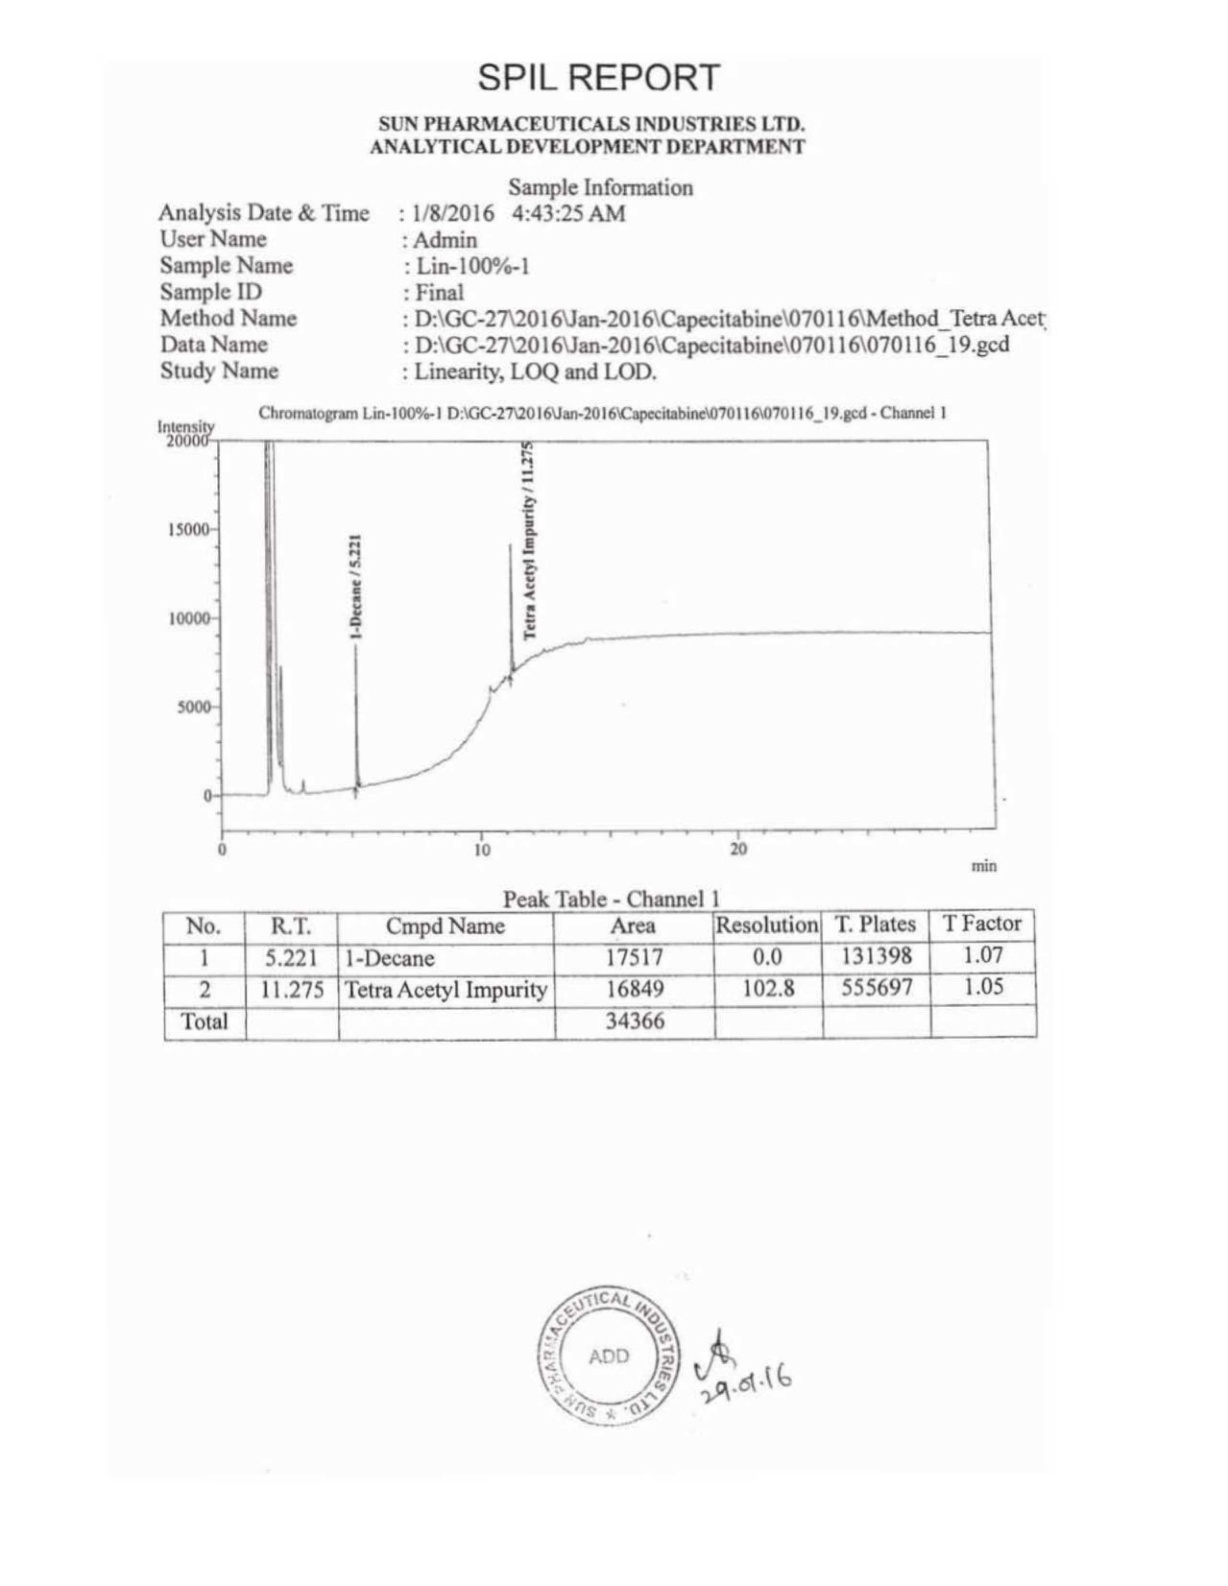 SPIL REPORT
SUN PHARMACEUTICALS INDUSTRIES LTD.
ANALYTICAL DEVELOPMENT DEPARTMENT
Sample Information
Analysis Date & Time : 1/8/2016 4:43:25 AM
User Name : Admin
Sample Name : Lin-100%-1
Sample ID : Final
Method Name : D:\GC-27\2016\Jan-2016\Capecitabine\070116\Method_Tetra Acet
Data Name : D:\GC-27\2016\Jan-2016\Capecitabine\070116\070116_19.gcd
Study Name : Linearity, LOQ and LOD.
Chromatogram Lin-100%-1 D:\GC-27\2016\Jan-2016\Capecitabine\070116\070116_19.gcd - Channel 1
Intensity
20000
15000
10000
5000
0
1-Decane / 5.221
Tetra Acetyl Impurity / 11.275
0 10 20
min
Peak Table - Channel 1
No. R.T. Cmpd Name Area Resolution T. Plates T Factor
1 5.221 1-Decane 17517 0.0 131398 1.07
2 11.275 Tetra Acetyl Impurity 16849 102.8 555697 1.05
Total 34366
SUN PHARMACEUTICAL INDUSTRIES LTD. *
ADD
29.01.16